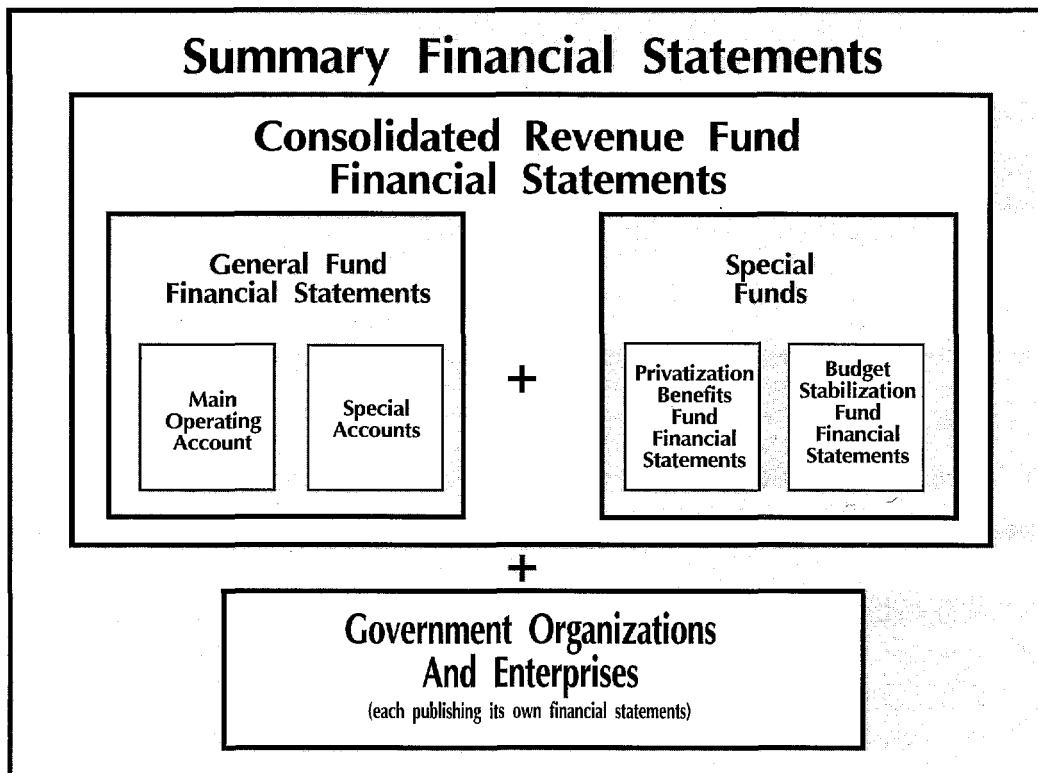 Summary Financial Statements
Consolidated Revenue Fund
Financial Statements
General Fund
Financial Statements
Main
Operating
Account
Special
Accounts
+
Special
Funds
Privatization
Benefits
Fund
Financial
Statements
Budget
Stabilization
Fund
Financial
Statements
+
Government Organizations
And Enterprises
(each publishing its own financial statements)